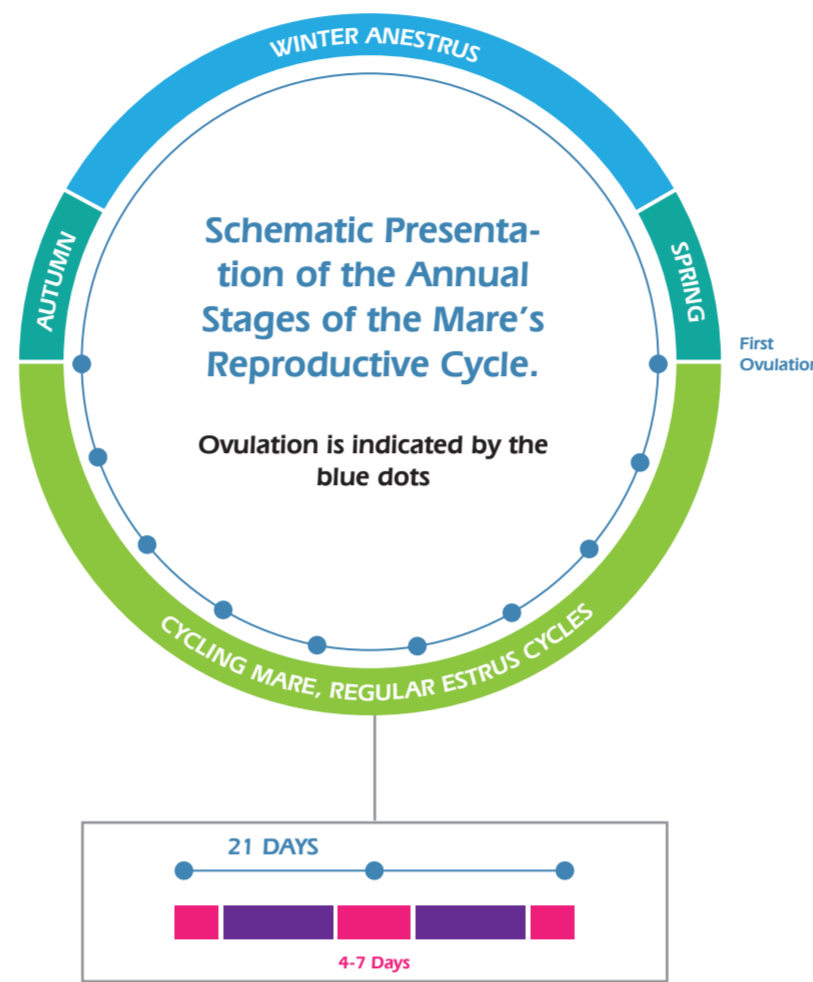 WINTER ANESTRUS
AUTUMN
SPRING
Schematic Presenta-
tion of the Annual
Stages of the Mare's
Reproductive Cycle.
First
Ovulation
Ovulation is indicated by the
blue dots
CYCLING MARE, REGULAR ESTRUS CYCLES
21 DAYS
4-7 Days